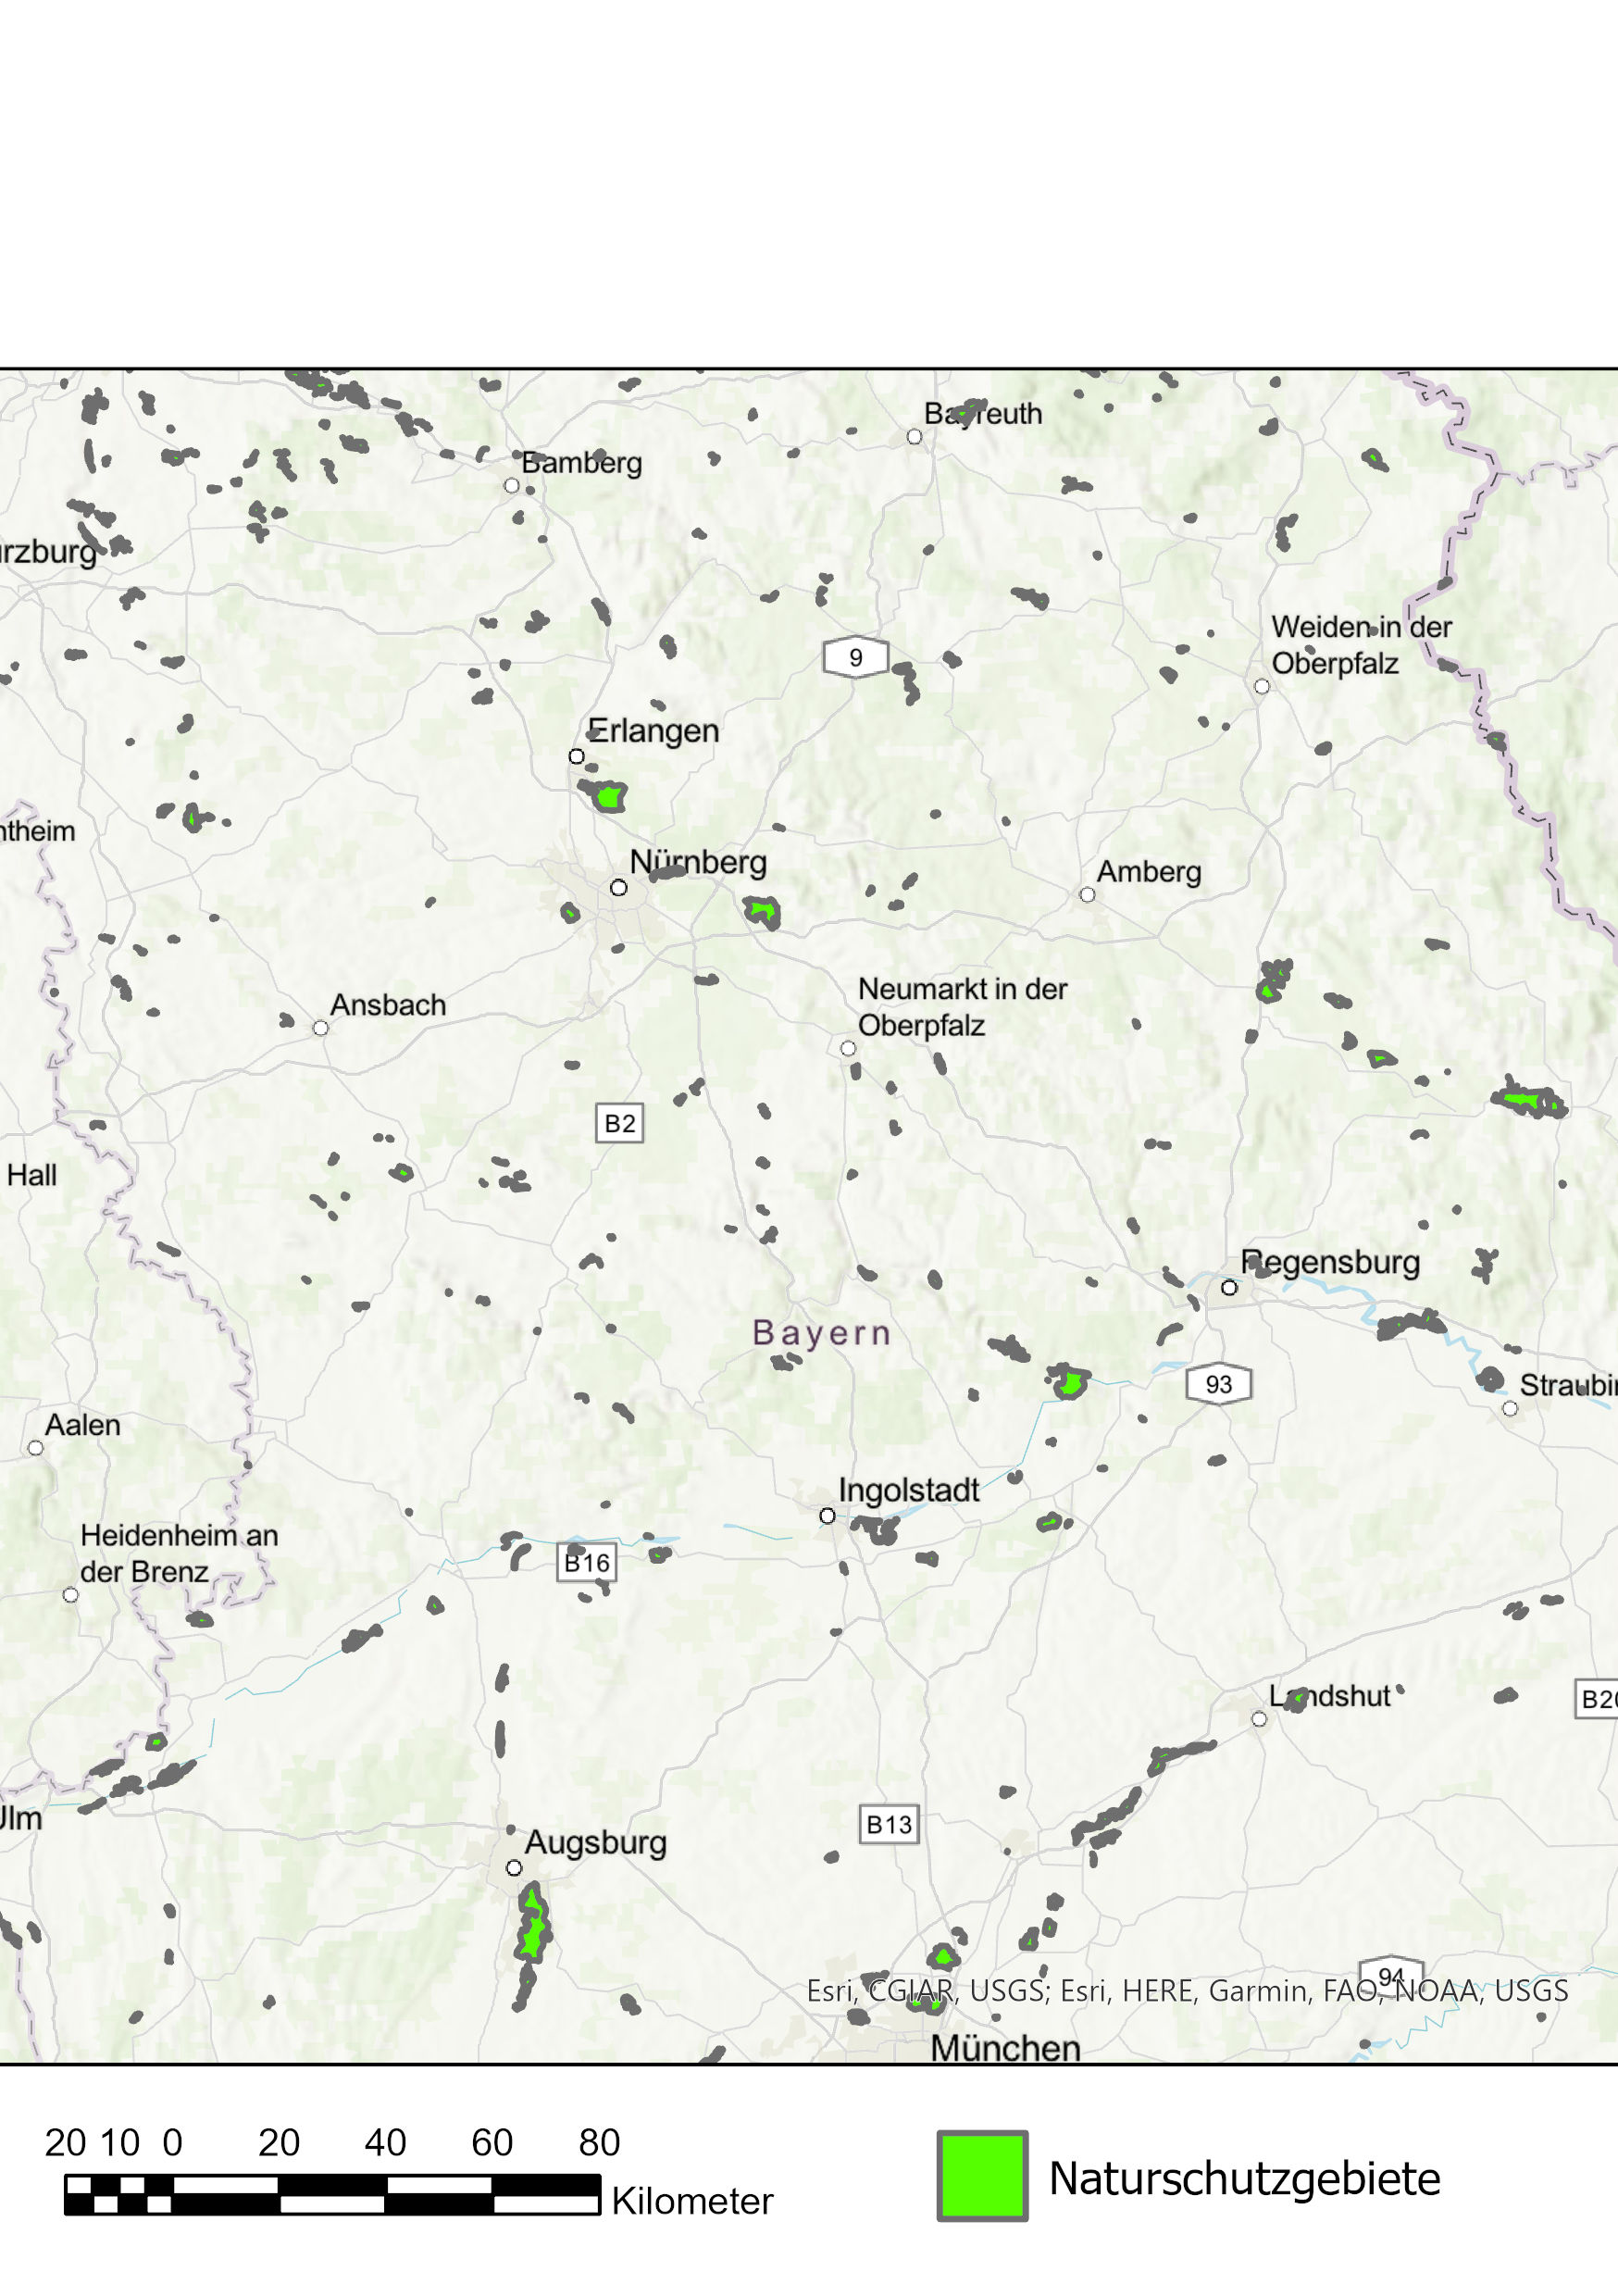 Bayreuth
Bamberg
rzburg
Weiden in der
Oberpfalz
9
Erlangen
ntheim
Nürnberg
Amberg
Neumarkt in der
Oberpfalz
Ansbach
B2
Hall
Regensburg
Bayern
93
Straubin
Aalen
Ingolstadt
Heidenheim an
der Brenz
B16
Landshut
B20
Ulm
B13
Augsburg
94
Esri, CGIAR, USGS; Esri, HERE, Garmin, FAO, NOAA, USGS
München
20 10 0 20 40 60 80
Kilometer
Naturschutzgebiete